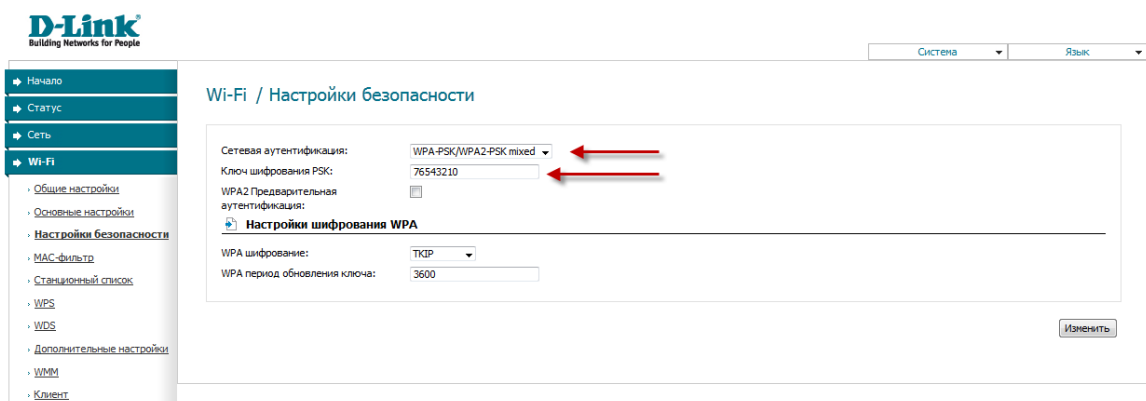 D-Link
Building Networks for People
Система
Язык
Начало
Статус
Сеть
Wi-Fi
Общие настройки
Основные настройки
Настройки безопасности
MAC-фильтр
Станционный список
WPS
WDS
Дополнительные настройки
WMM
Клиент
Wi-Fi / Настройки безопасности
Сетевая аутентификация: WPA-PSK/WPA2-PSK mixed
Ключ шифрования PSK: 76543210
WPA2 Предварительная
аутентификация:
Настройки шифрования WPA
WPA шифрование: TKIP
WPA период обновления ключа: 3600
Изменить